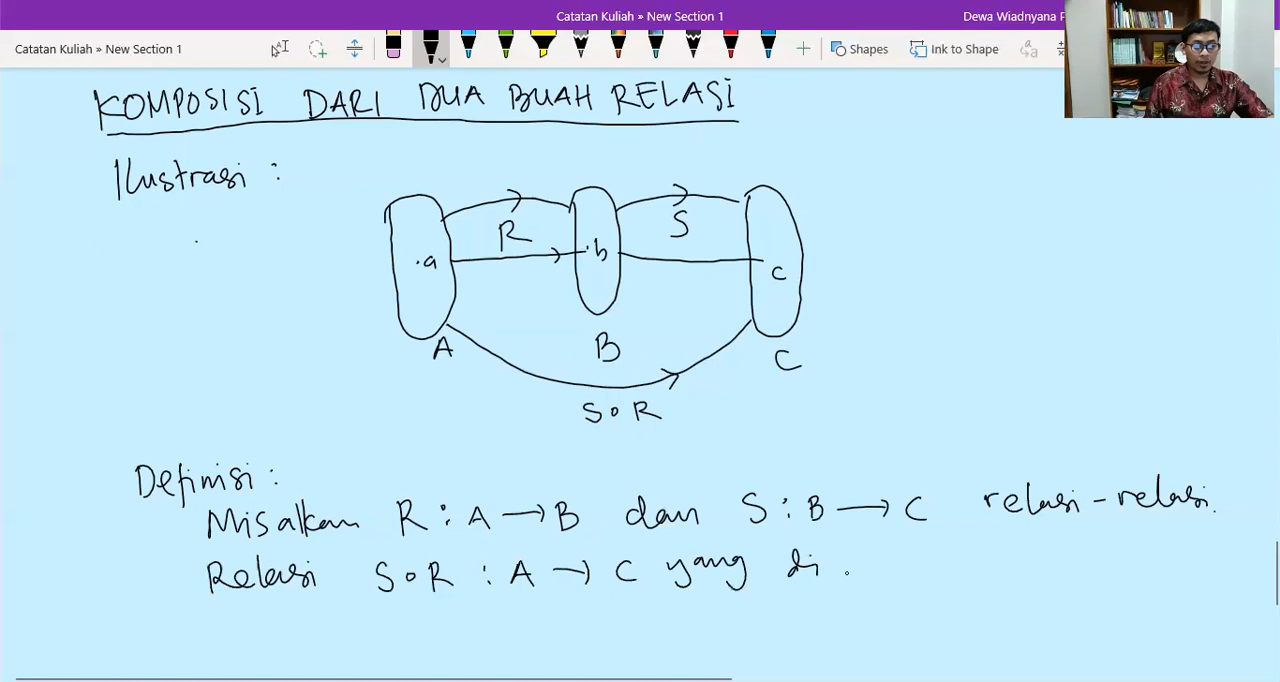 Catatan Kuliah » New Section 1
Dewa Wiadnyana P
Catatan Kuliah » New Section 1
Shapes
Ink to Shape
KOMPOSISI DARI DUA BUAH RELASI
Ilustrasi :
R
S
.a
.b
c
A
B
C
S∘R
Definisi :
Misalkan R : A → B dan S : B → C relasi-relasi.
Relasi S∘R : A → C yang di